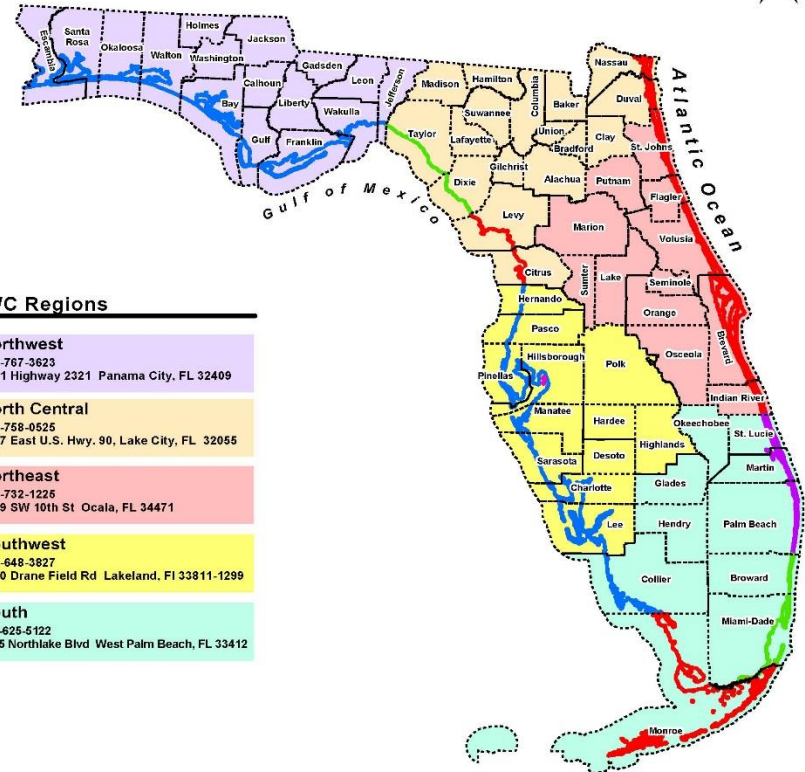 Holmes
Jackson
Santa
Rosa
Escambia
Okaloosa
Walton
Washington
Gadsden
Calhoun
Leon
Jefferson
Liberty
Bay
Wakulla
Gulf
Franklin
Madison
Hamilton
Columbia
Nassau
Baker
Duval
Taylor
Suwannee
Lafayette
Union
Bradford
Clay
St. Johns
Gilchrist
Alachua
Putnam
Dixie
Flagler
Levy
Marion
Volusia
Citrus
Sumter
Lake
Seminole
Hernando
Orange
Brevard
Pasco
Hillsborough
Polk
Osceola
Pinellas
Indian River
Manatee
Hardee
Okeechobee
St. Lucie
Highlands
Sarasota
Desoto
Martin
Charlotte
Glades
Lee
Hendry
Palm Beach
Collier
Broward
Miami-Dade
Monroe
Atlantic Ocean
Gulf of Mexico
/C Regions
orthwest
-767-3623
1 Highway 2321 Panama City, FL 32409
orth Central
-758-0525
7 East U.S. Hwy. 90, Lake City, FL 32055
ortheast
-732-1225
9 SW 10th St Ocala, FL 34471
outhwest
-648-3827
0 Drane Field Rd Lakeland, Fl 33811-1299
outh
-625-5122
5 Northlake Blvd West Palm Beach, FL 33412